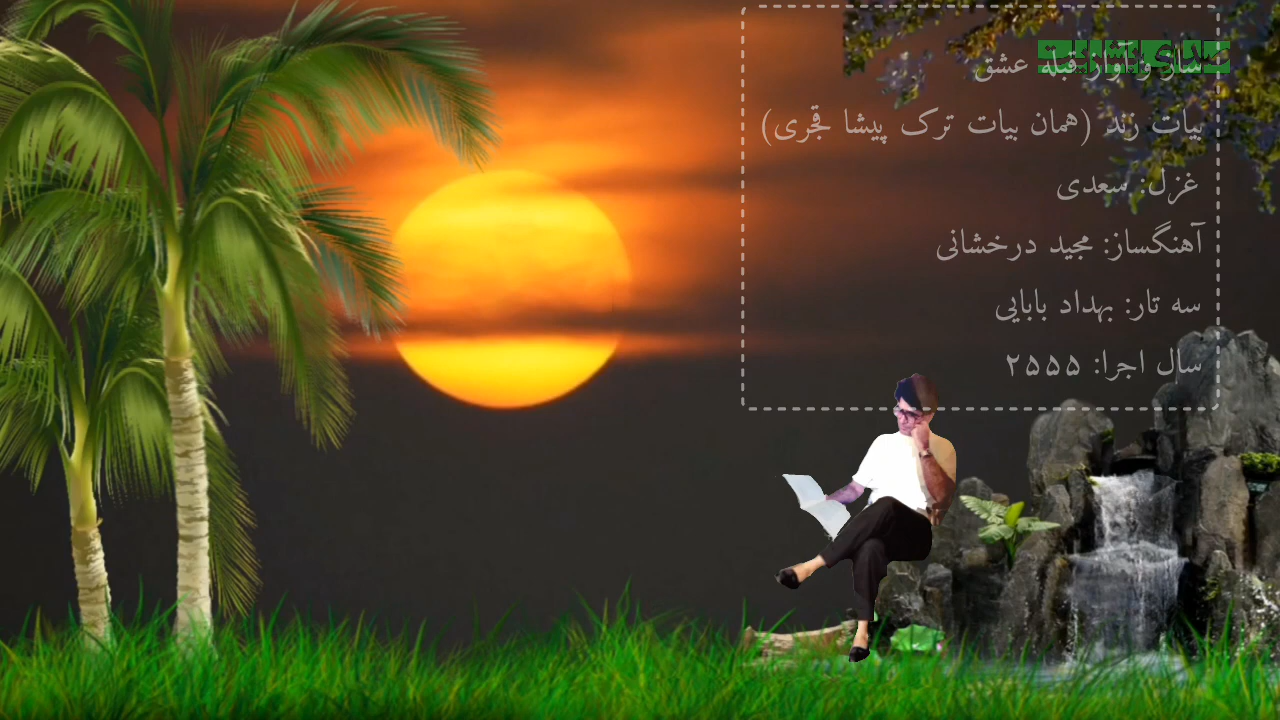 ساز و آواز قبله عشق
بیات زند (همان بیات ترک پیشا قجری)
غزل: سعدی
آهنگساز: مجید درخشانی
سه تار: بهداد بابایی
سال اجرا: ۲۵۵۵